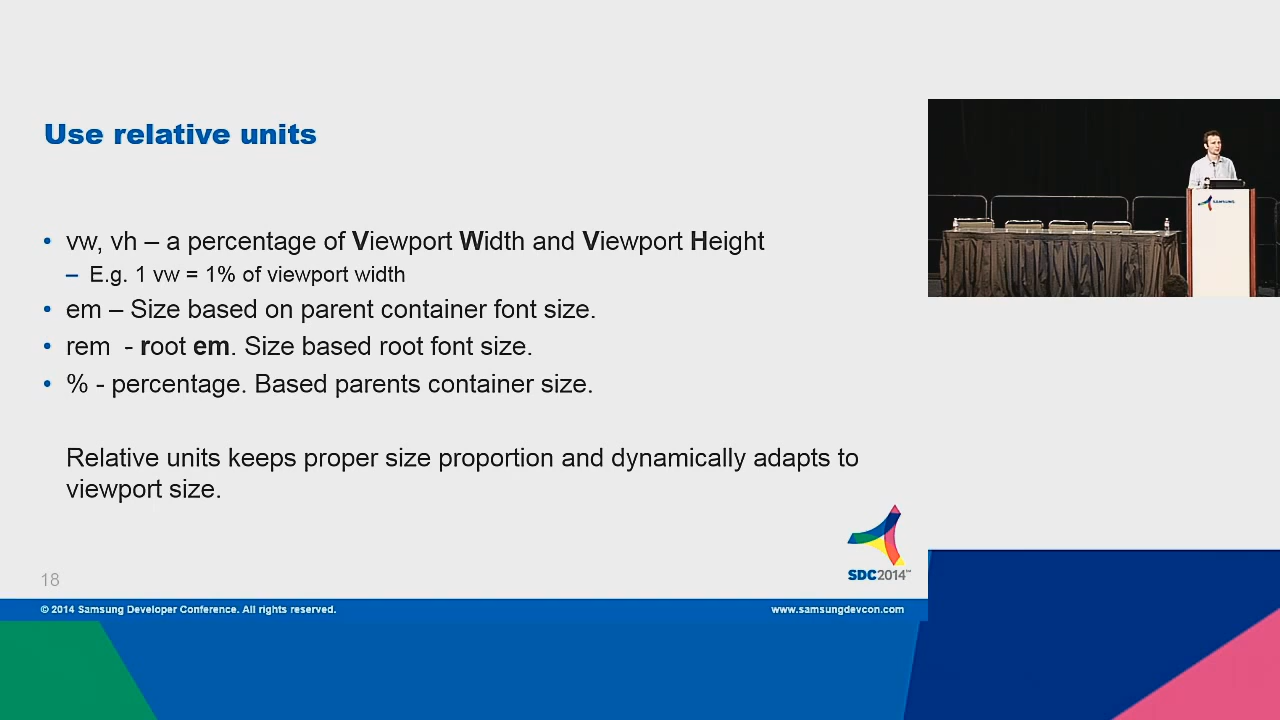 Use relative units
• vw, vh – a percentage of Viewport Width and Viewport Height
– E.g. 1 vw = 1% of viewport width
• em – Size based on parent container font size.
• rem  - root em. Size based root font size.
• % - percentage. Based parents container size.
Relative units keeps proper size proportion and dynamically adapts to
viewport size.
SAMSUNG
SDC2014™
18
© 2014 Samsung Developer Conference. All rights reserved.
www.samsungdevcon.com